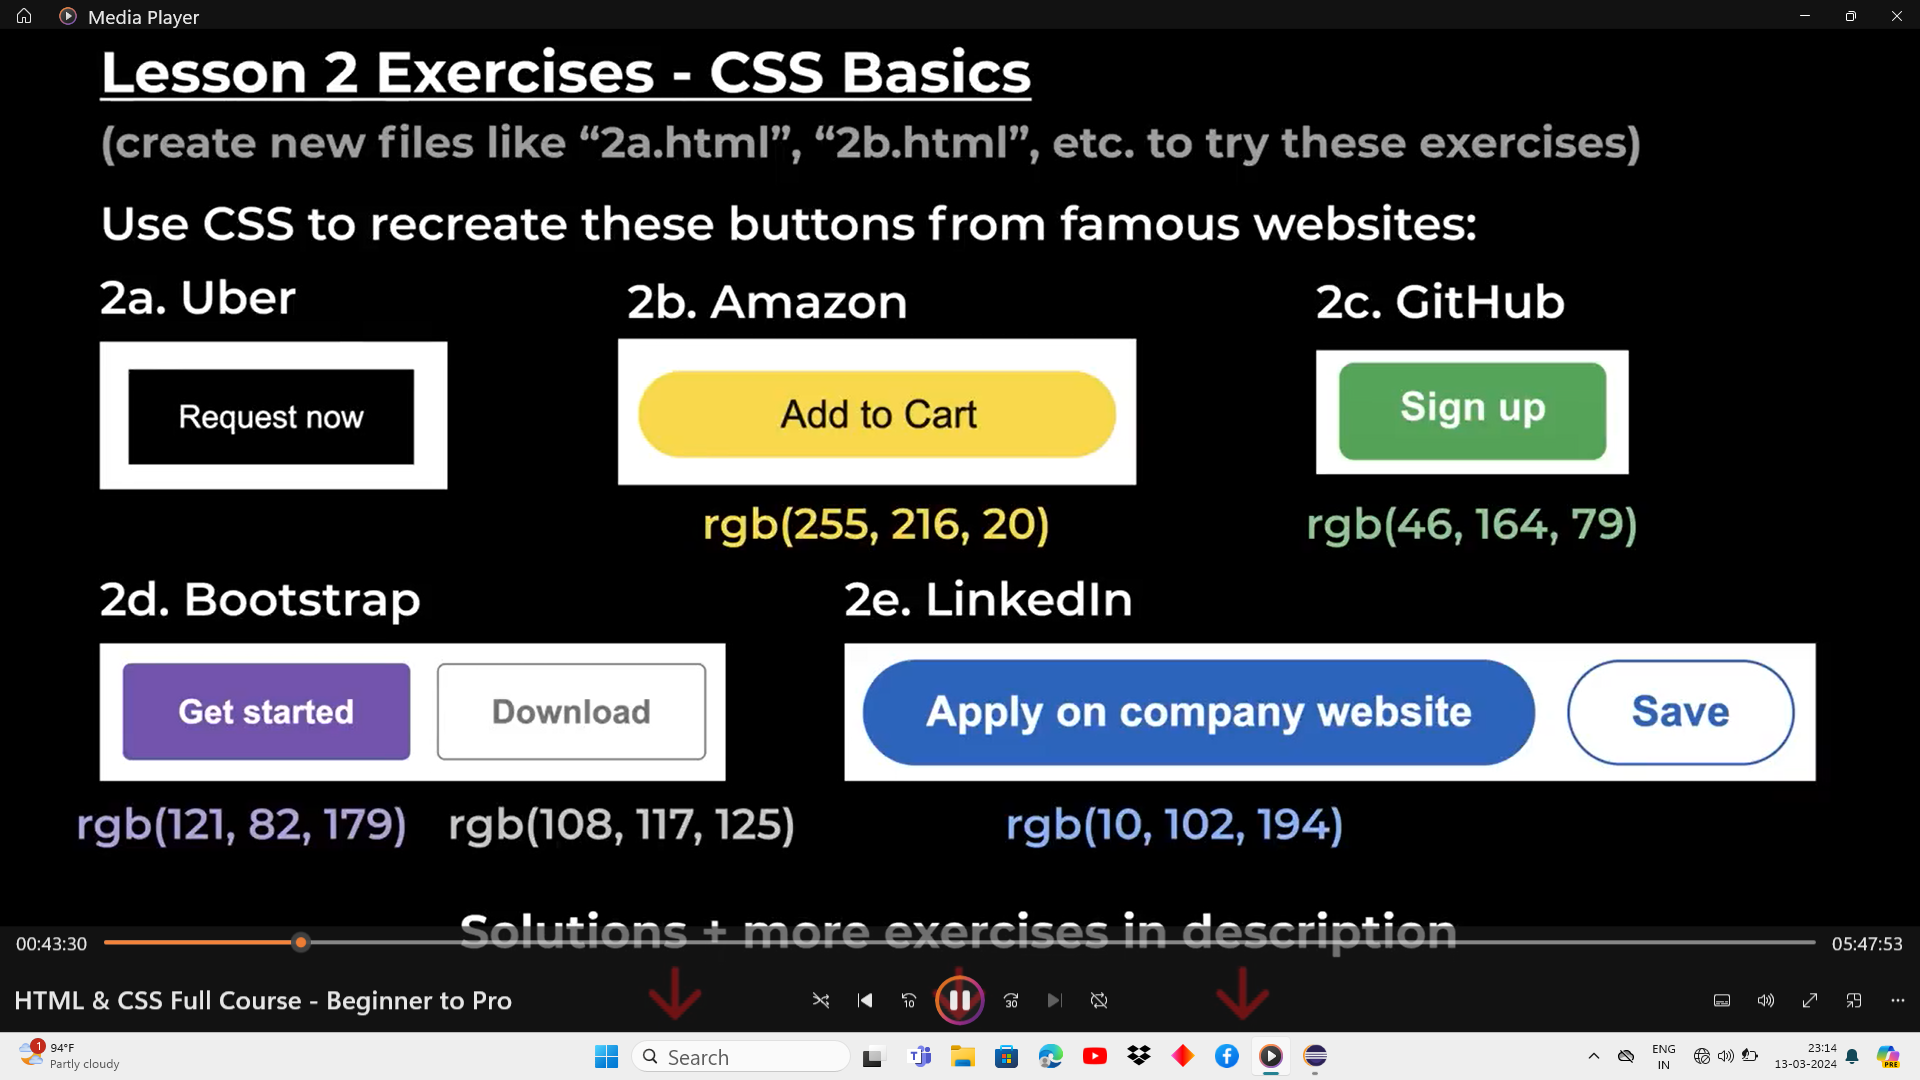 Media Player
Lesson 2 Exercises - CSS Basics
(create new files like “2a.html”, “2b.html”, etc. to try these exercises)
Use CSS to recreate these buttons from famous websites:
2a. Uber
2b. Amazon
2c. GitHub
Request now
Add to Cart
Sign up
rgb(255, 216, 20)
rgb(46, 164, 79)
2d. Bootstrap
2e. LinkedIn
Get started
Download
Apply on company website
Save
rgb(121, 82, 179)
rgb(108, 117, 125)
rgb(10, 102, 194)
Solutions + more exercises in description
00:43:30
05:47:53
HTML & CSS Full Course - Beginner to Pro
10
30
1
94°F
Partly cloudy
Search
ENG
IN
23:14
13-03-2024
PRE